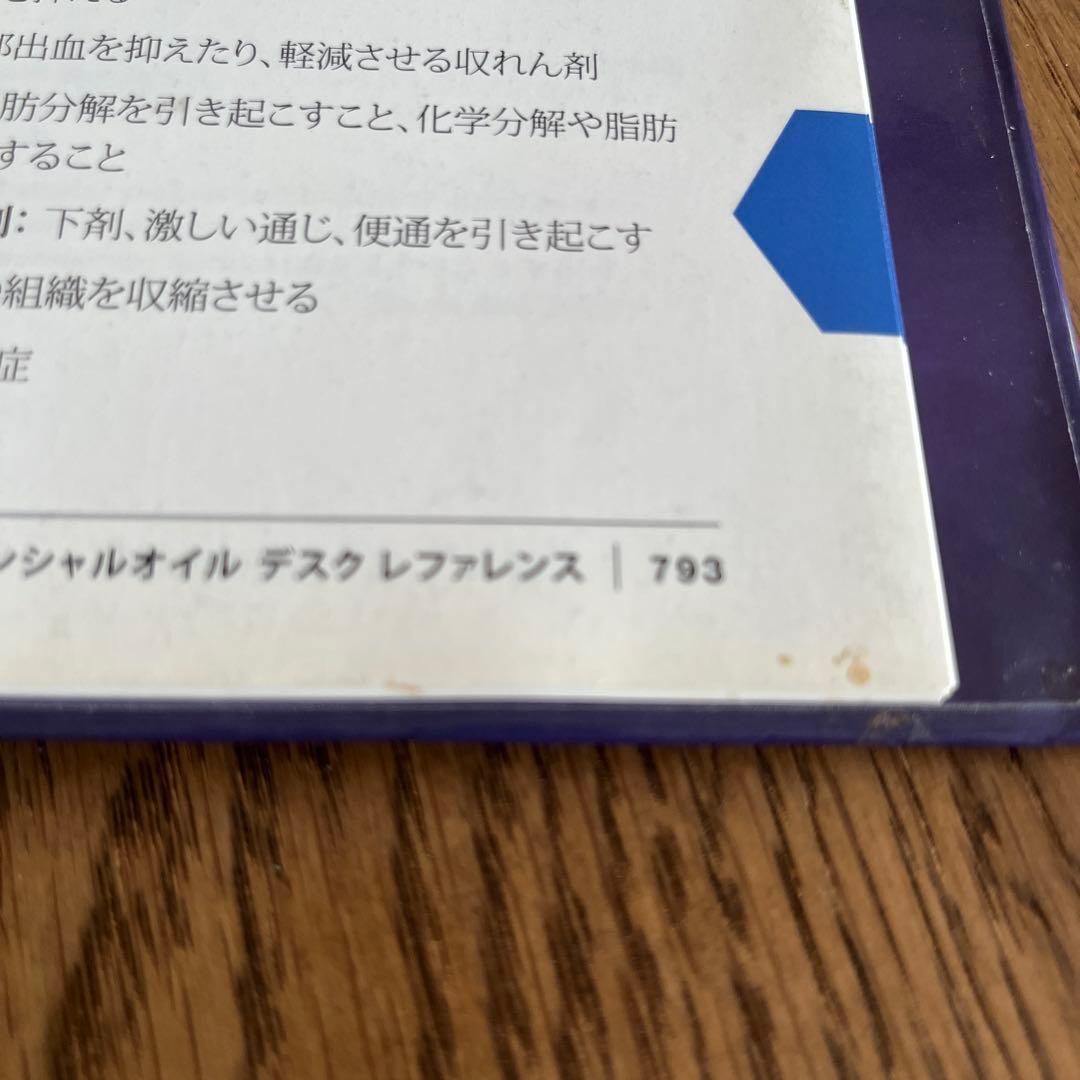 部出血を抑えたり、軽減させる収れん剤
肪分解を引き起こすこと、化学分解や脂肪
すること
剤: 下剤、激しい通じ、便通を引き起こす
組織を収縮させる
症
ンシャルオイル デスク レファレンス | 793